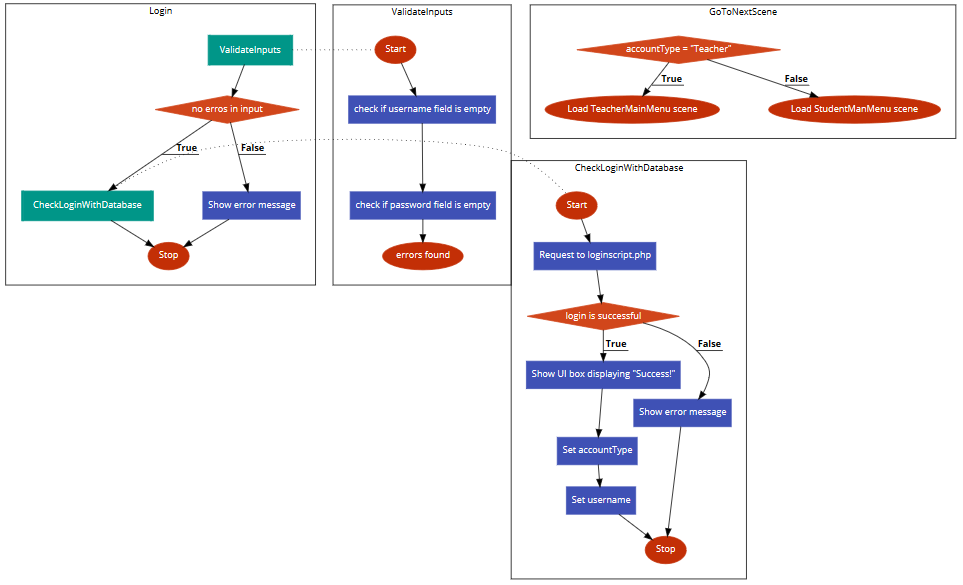 Login
ValidateInputs
no erros in input
True
False
CheckLoginWithDatabase
Show error message
Stop
ValidateInputs
Start
check if username field is empty
check if password field is empty
errors found
GoToNextScene
accountType = "Teacher"
True
False
Load TeacherMainMenu scene
Load StudentManMenu scene
CheckLoginWithDatabase
Start
Request to loginscript.php
login is successful
True
False
Show UI box displaying "Success!"
Show error message
Set accountType
Set username
Stop